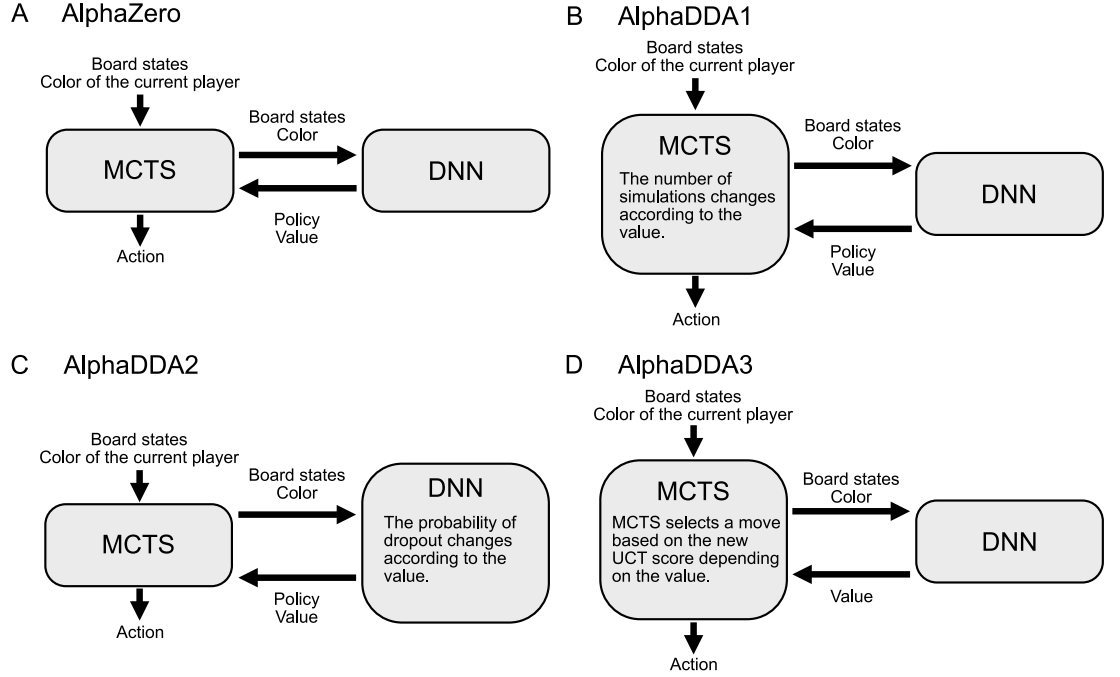 A AlphaZero
Board states
Color of the current player
Board states
Color
MCTS
DNN
Policy
Value
Action
B AlphaDDA1
Board states
Color of the current player
MCTS
The number of
simulations changes
according to the
value.
Board states
Color
DNN
Policy
Value
Action
C AlphaDDA2
Board states
Color of the current player
Board states
Color
MCTS
DNN
The probability of
dropout changes
according to the
value.
Policy
Value
Action
D AlphaDDA3
Board states
Color of the current player
MCTS
MCTS selects a move
based on the new
UCT score depending
on the value.
Board states
Color
DNN
Value
Action